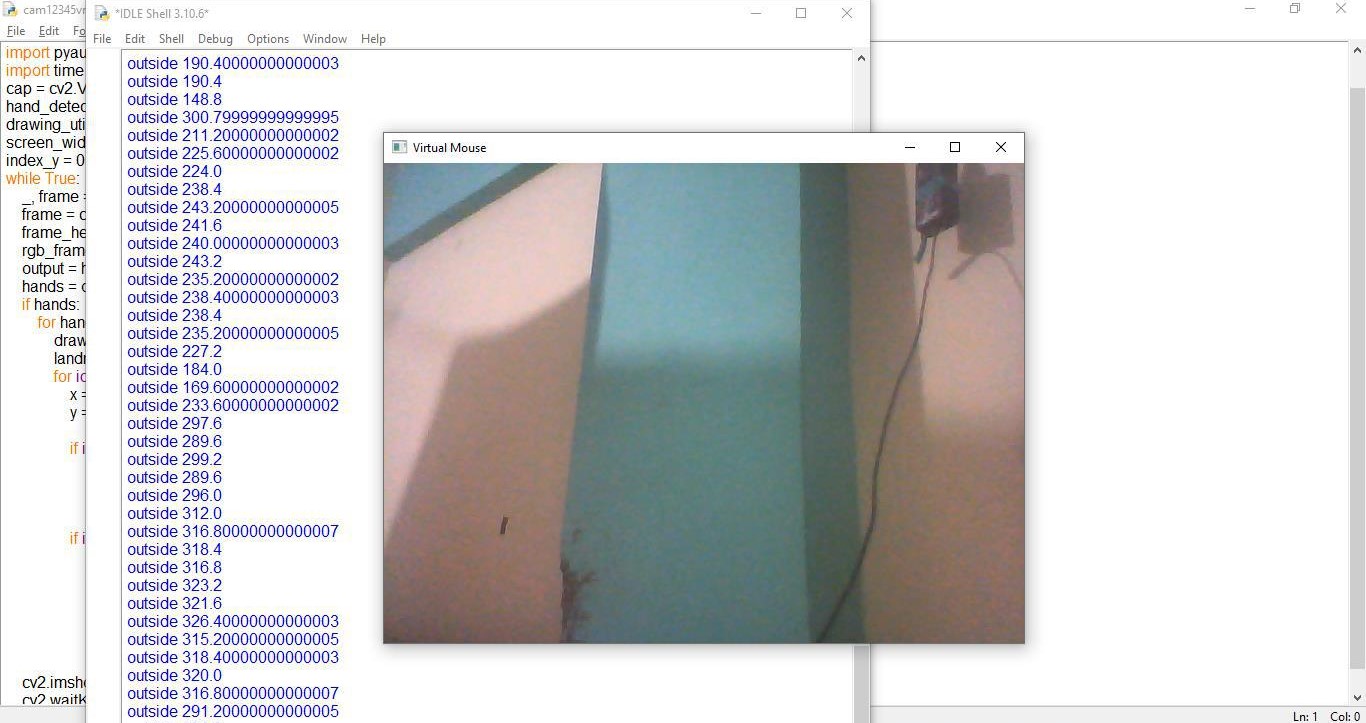 cam12345vr
File Edit Fo
import pyau
import time
cap = cv2.V
hand_detec
drawing_uti
screen_wid
index_y = 0
while True:
_, frame =
frame = c
frame_he
rgb_fram
output = h
hands = o
if hands:
for han
draw
landr
for id
x =
y =
if i
if i
cv2.imsh
cv2.waitK
*IDLE Shell 3.10.6*
File Edit Shell Debug Options Window Help
outside 190.40000000000003
outside 190.4
outside 148.8
outside 300.79999999999995
outside 211.20000000000002
outside 225.60000000000002
outside 224.0
outside 238.4
outside 243.20000000000005
outside 241.6
outside 240.00000000000003
outside 243.2
outside 235.20000000000002
outside 238.40000000000003
outside 238.4
outside 235.20000000000005
outside 227.2
outside 184.0
outside 169.60000000000002
outside 233.60000000000002
outside 297.6
outside 289.6
outside 299.2
outside 289.6
outside 296.0
outside 312.0
outside 316.80000000000007
outside 318.4
outside 316.8
outside 323.2
outside 321.6
outside 326.40000000000003
outside 315.20000000000005
outside 318.40000000000003
outside 320.0
outside 316.80000000000007
outside 291.20000000000005
Virtual Mouse
Ln: 1 Col: 0